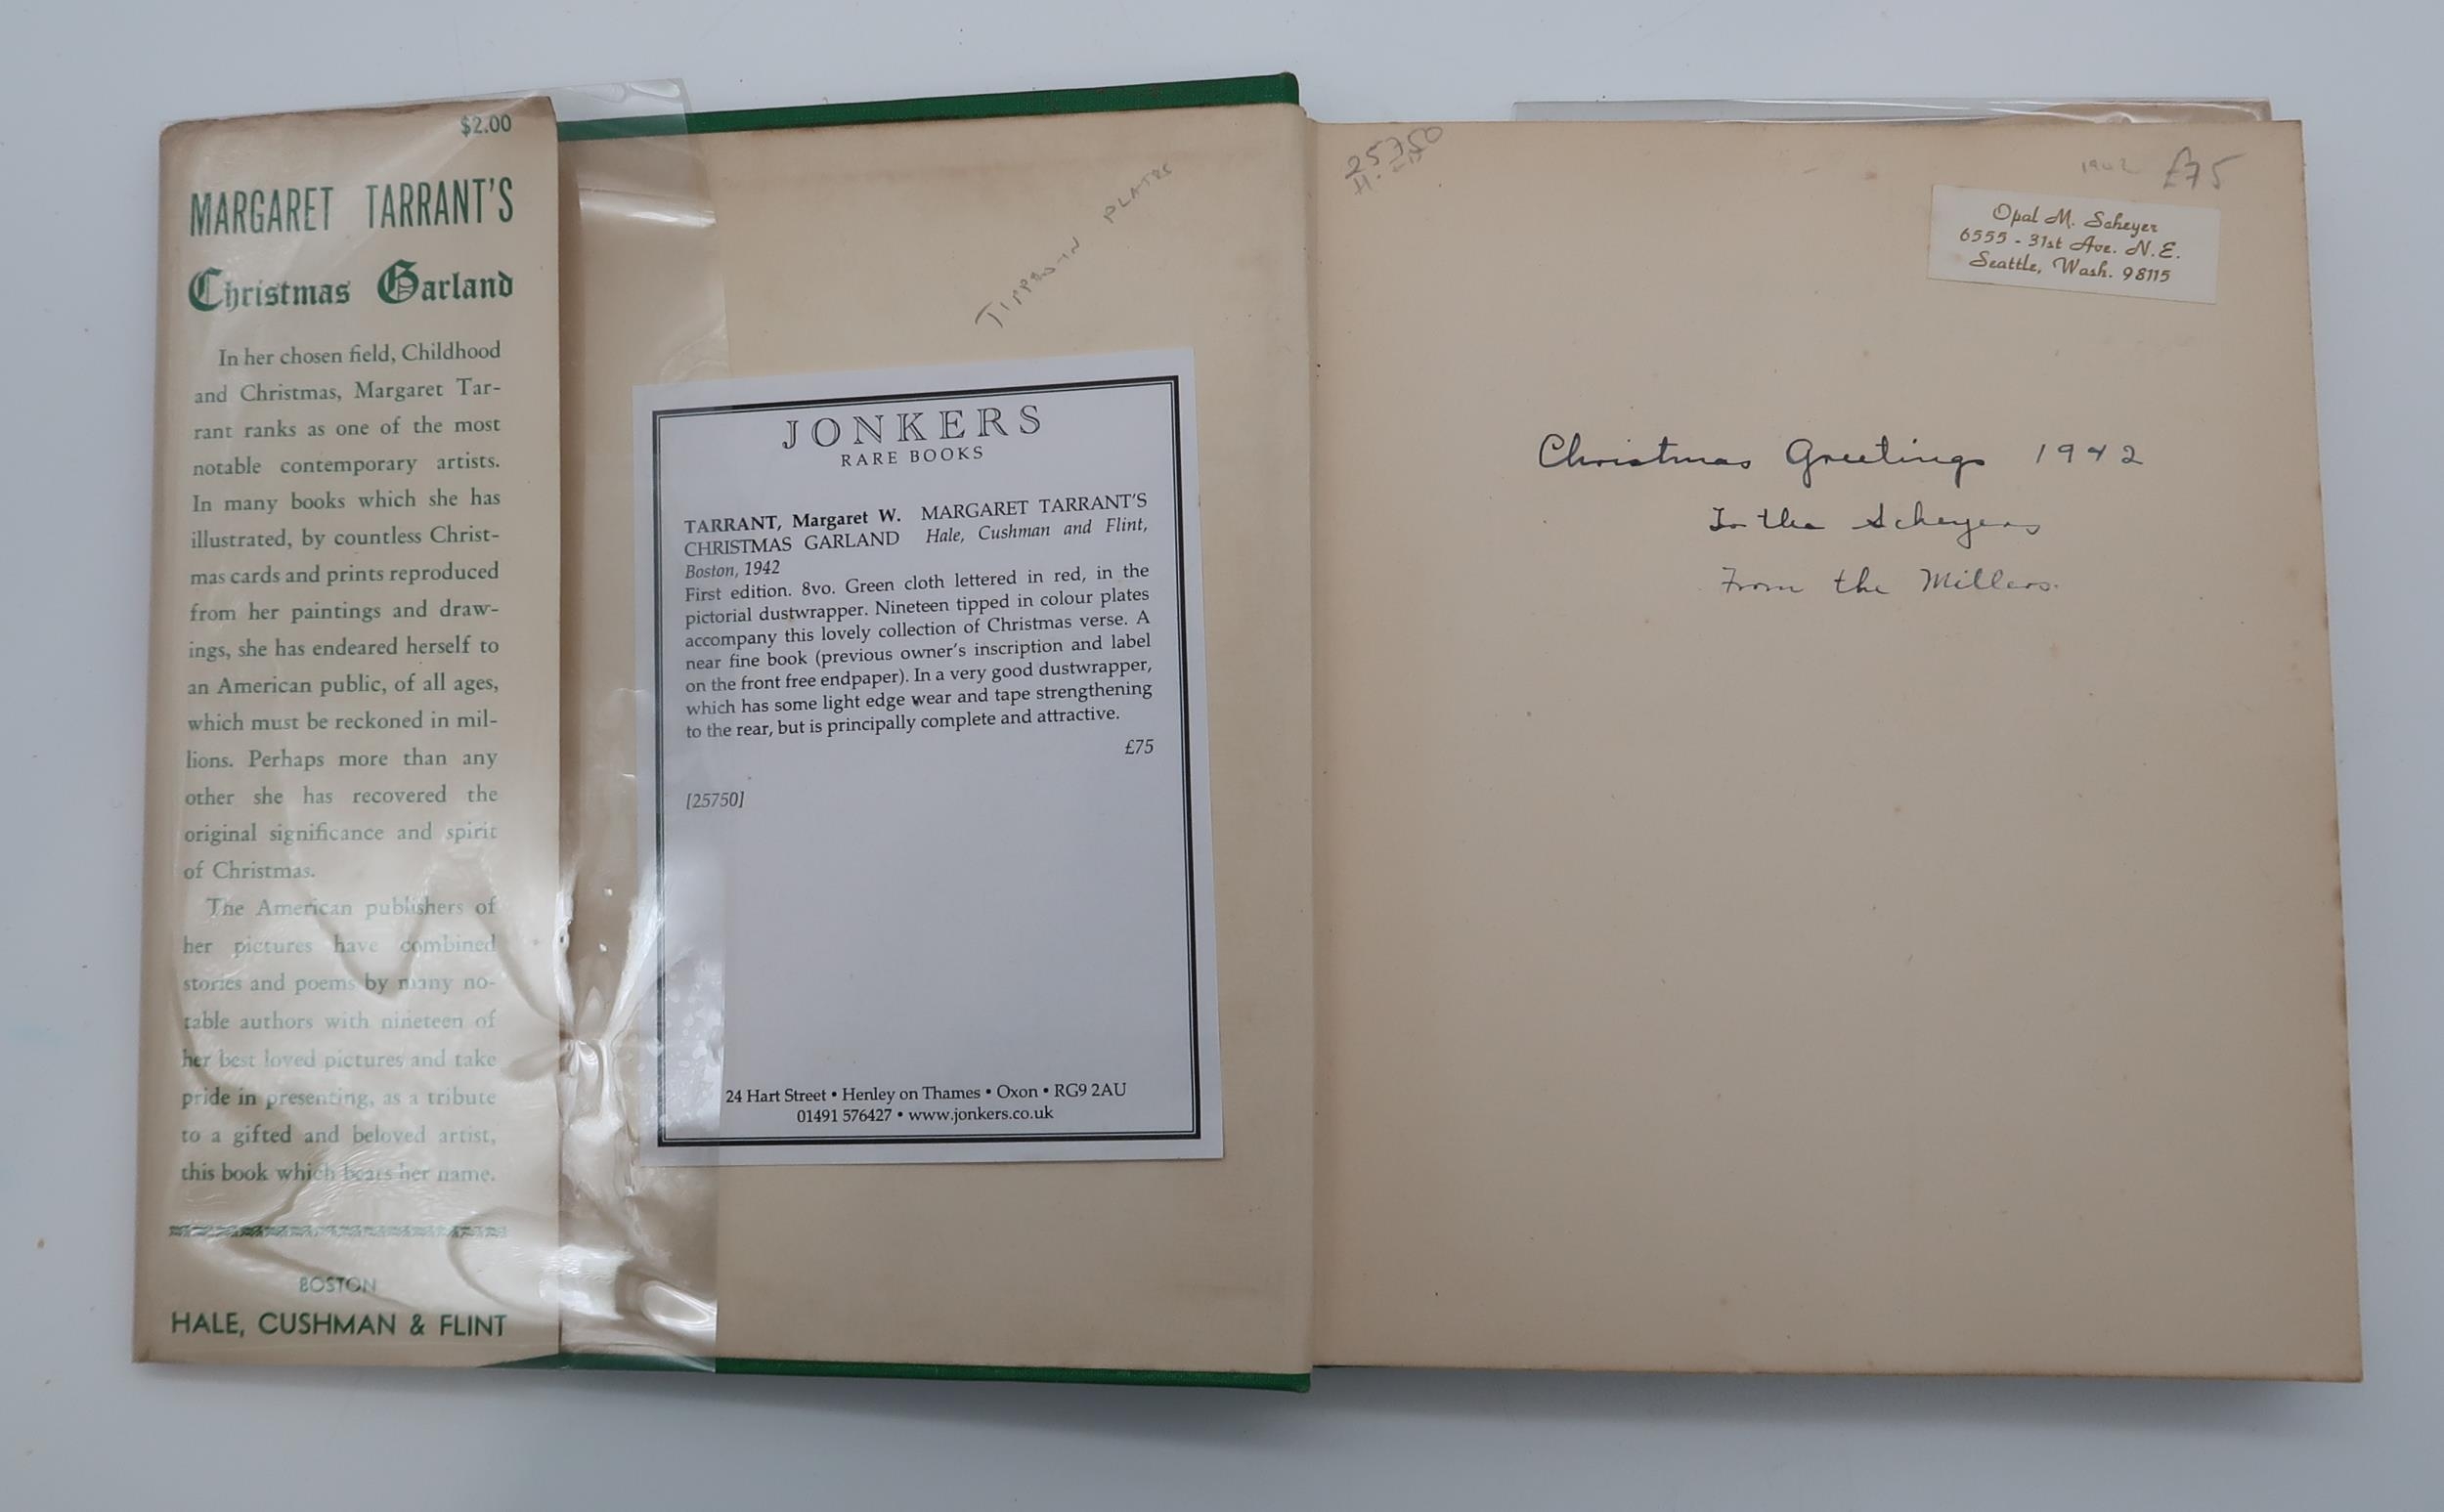 $2.00
MARGARET TARRANT'S
Christmas Garland
In her chosen field, Childhood
and Christmas, Margaret Tar-
rant ranks as one of the most
notable contemporary artists.
In many books which she has
illustrated, by countless Christ-
mas cards and prints reproduced
from her paintings and draw-
ings, she has endeared herself to
an American public, of all ages,
which must be reckoned in mil-
lions. Perhaps more than any
other she has recovered the
original significance and spirit
of Christmas.
The American publishers of
her pictures have combined
stories and poems by many no-
table authors with nineteen of
her best loved pictures and take
pride in presenting, as a tribute
to a gifted and beloved artist,
this book which bears her name.
BOSTON
HALE, CUSHMAN & FLINT
TIPPED-IN PLATES
JONKERS
RARE BOOKS
TARRANT, Margaret W. MARGARET TARRANT'S
CHRISTMAS GARLAND Hale, Cushman and Flint,
Boston, 1942
First edition. 8vo. Green cloth lettered in red, in the
pictorial dustwrapper. Nineteen tipped in colour plates
accompany this lovely collection of Christmas verse. A
near fine book (previous owner's inscription and label
on the front free endpaper). In a very good dustwrapper,
which has some light edge wear and tape strengthening
to the rear, but is principally complete and attractive.
£75
[25750]
24 Hart Street • Henley on Thames • Oxon • RG9 2AU
01491 576427 • www.jonkers.co.uk
25750
1942 £75
Opal M. Scheyer
6555 - 31st Ave. N.E.
Seattle, Wash. 98115
Christmas Greetings 1942
To the Scheyers
From the Millers.